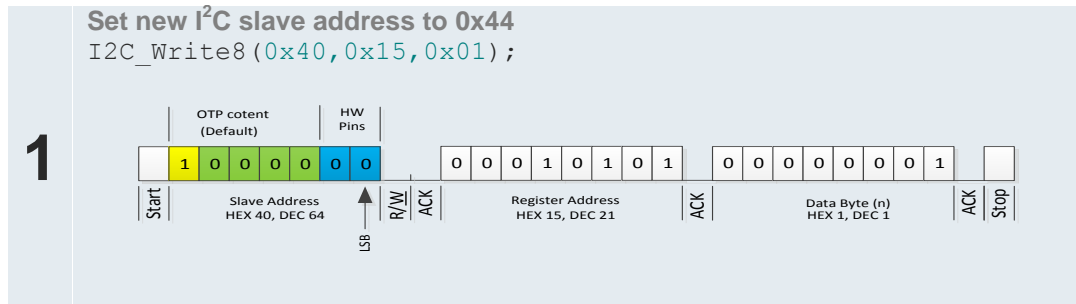 Set new I²C slave address to 0x44
I2C_Write8(0x40,0x15,0x01);
1
OTP cotent
(Default)
HW
Pins
1 0 0 0 0 0 0
0 0 0 1 0 1 0 1
0 0 0 0 0 0 0 1
Start
Slave Address
HEX 40, DEC 64
LSB
R/W
ACK
Register Address
HEX 15, DEC 21
ACK
Data Byte (n)
HEX 1, DEC 1
ACK
Stop